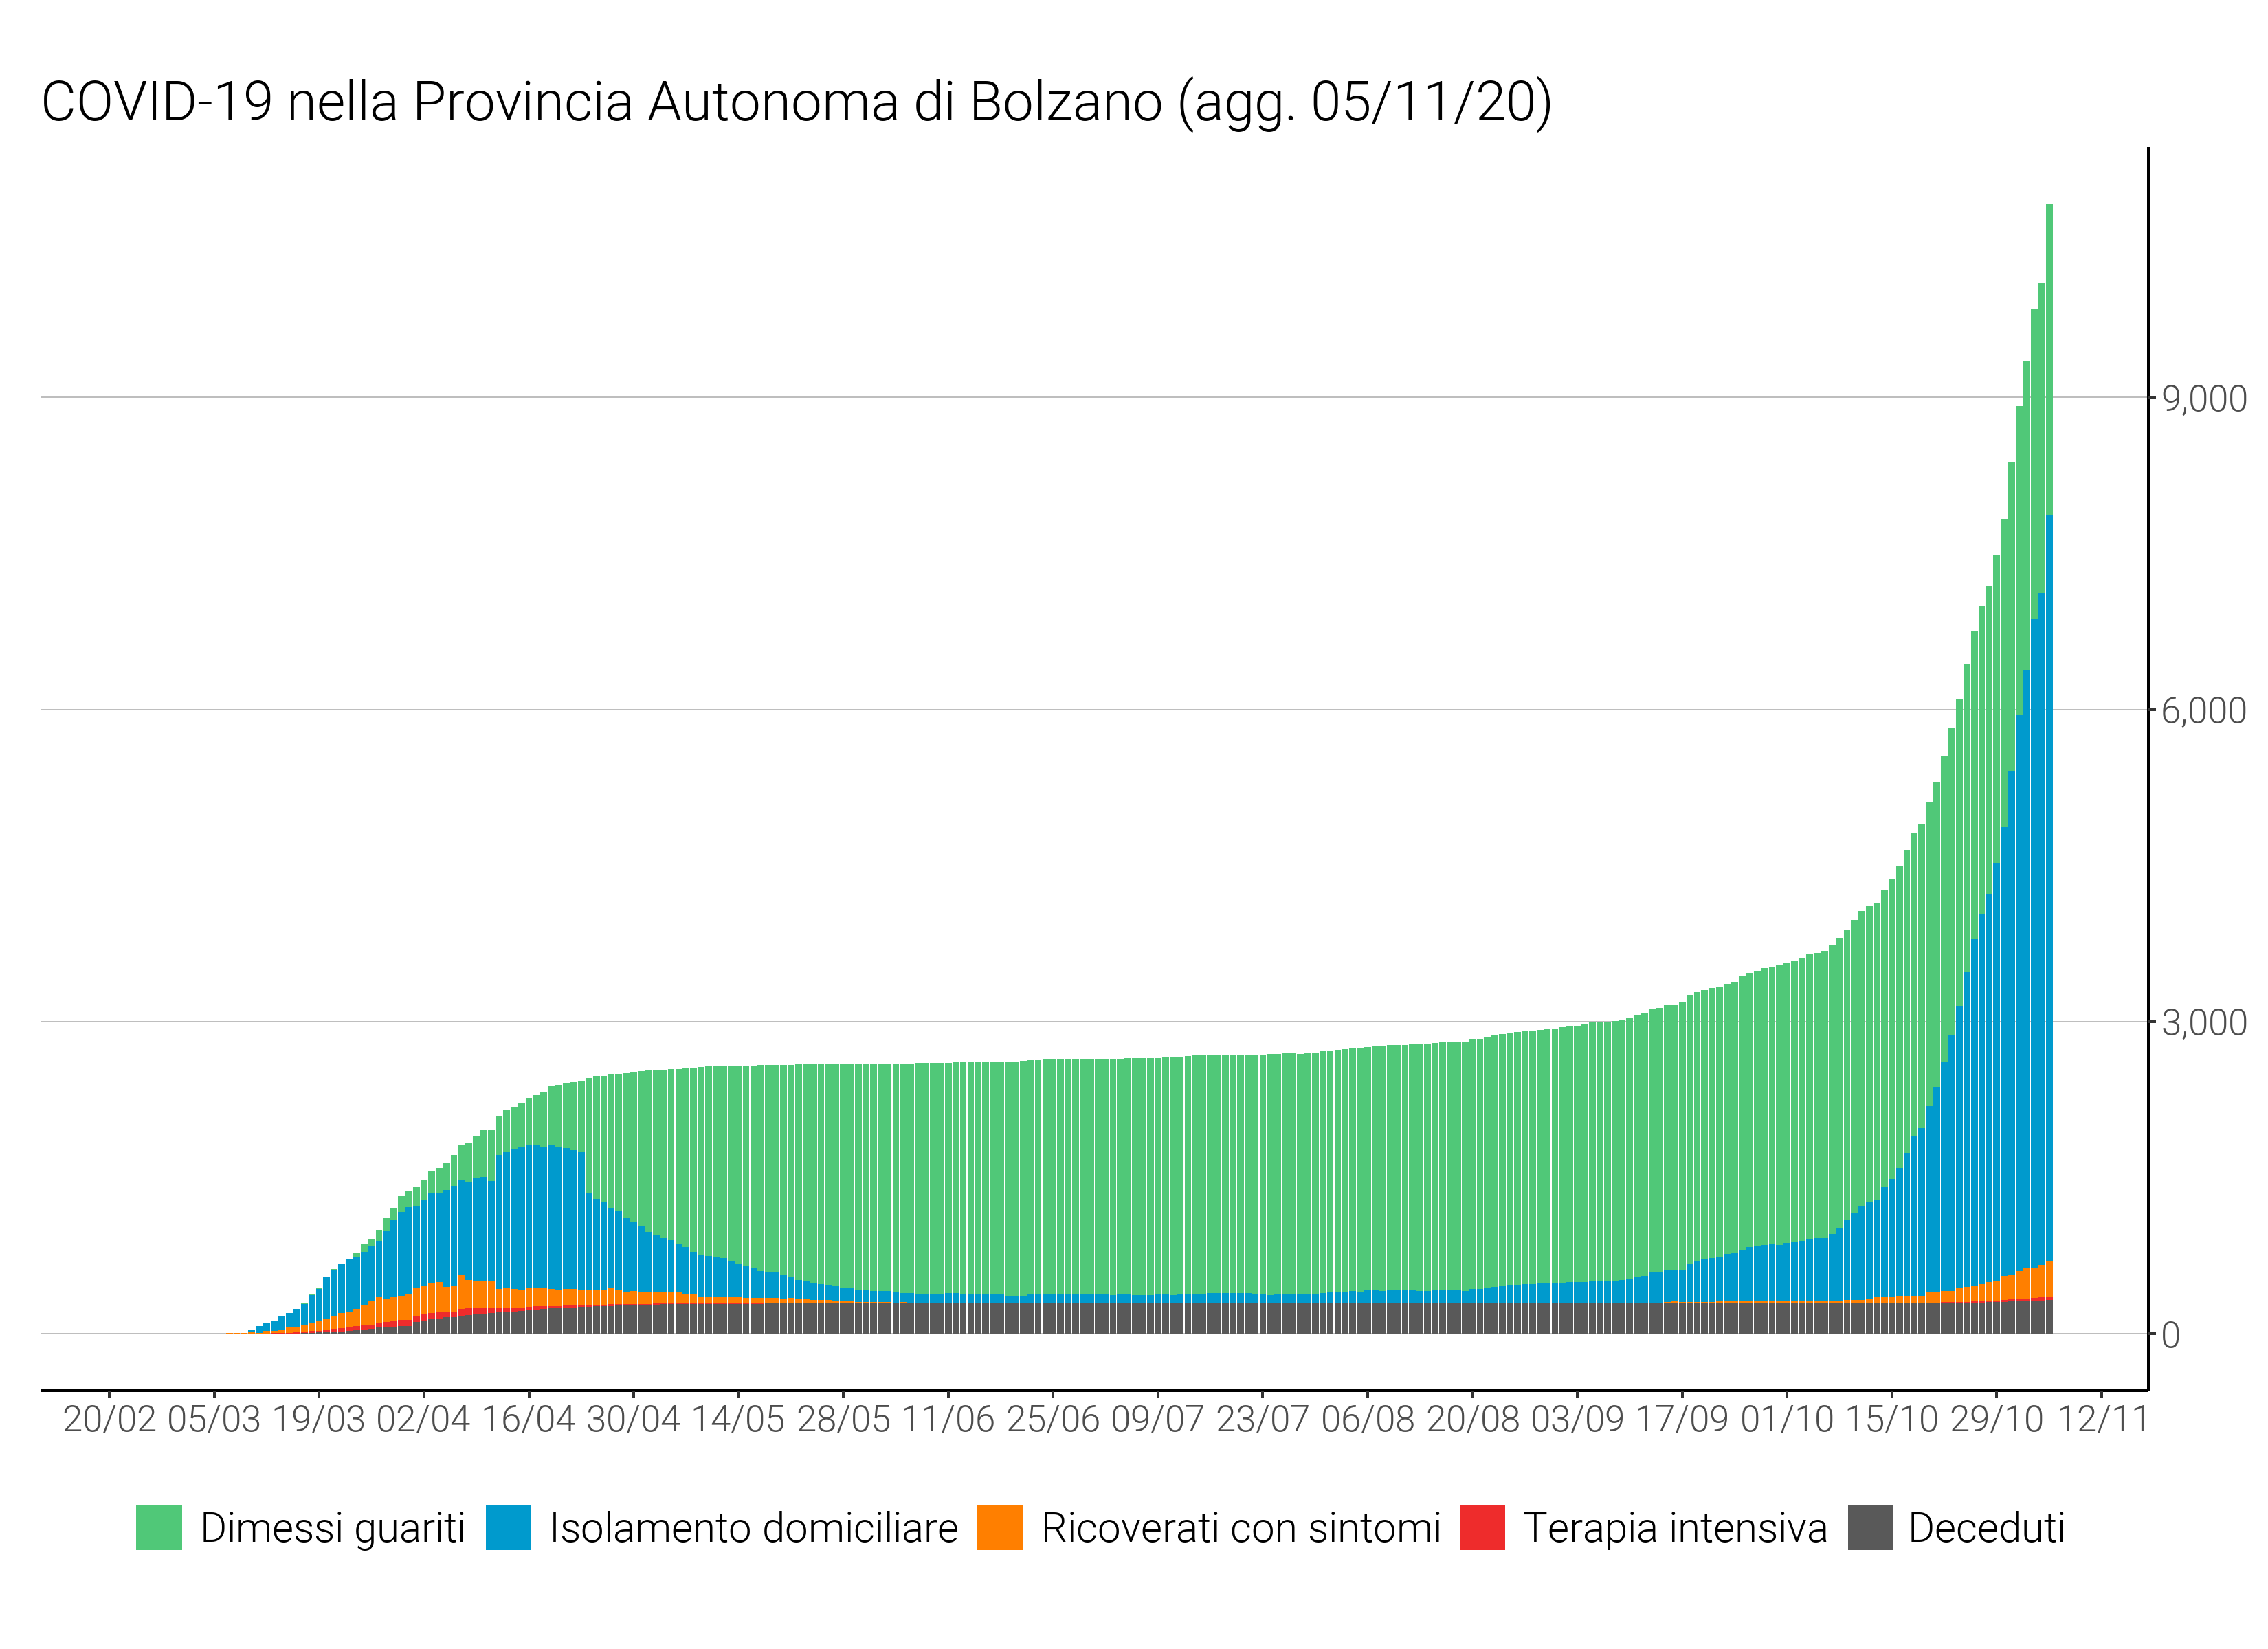 COVID-19 nella Provincia Autonoma di Bolzano (agg. 05/11/20)
9,000
6,000
3,000
0
20/02 05/03 19/03 02/04 16/04 30/04 14/05 28/05 11/06 25/06 09/07 23/07 06/08 20/08 03/09 17/09 01/10 15/10 29/10 12/11
Dimessi guariti Isolamento domiciliare Ricoverati con sintomi Terapia intensiva Deceduti